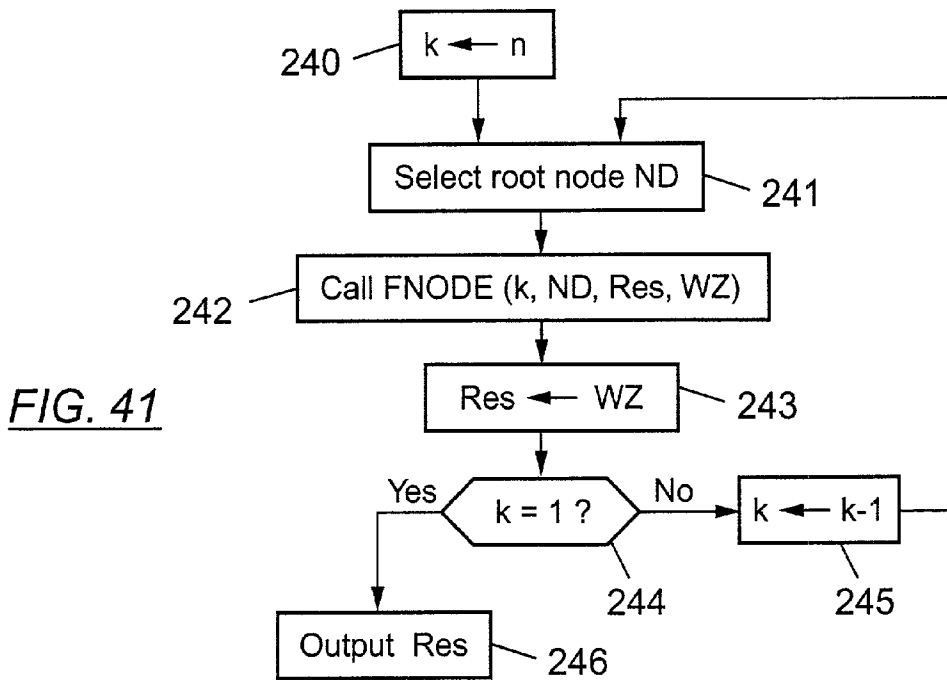 240
k ← n
Select root node ND
241
Call FNODE (k, ND, Res, WZ)
242
Res ← WZ
243
FIG. 41
Yes
k = 1 ?
No
k ← k-1
244
245
Output Res
246